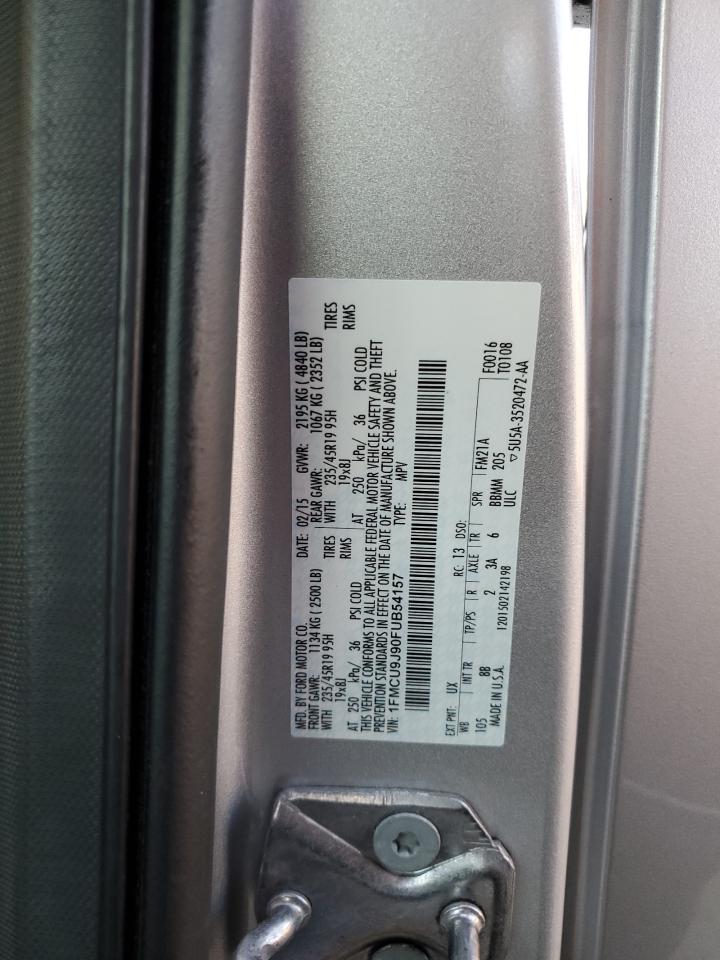 MFD. BY FORD MOTOR CO. DATE: 02/15 GVWR: 2195 KG ( 4840 LB)
FRONT GAWR: 1134 KG ( 2500 LB) REAR GAWR: 1067 KG ( 2352 LB)
WITH 235/45R19 95H TIRES WITH 235/45R19 95H TIRES
19x8J RIMS 19x8J RIMS
AT 250 kPa/ 36 PSI COLD AT 250 kPa/ 36 PSI COLD
THIS VEHICLE CONFORMS TO ALL APPLICABLE FEDERAL MOTOR VEHICLE SAFETY AND THEFT
PREVENTION STANDARDS IN EFFECT ON THE DATE OF MANUFACTURE SHOWN ABOVE.
VIN: 1FMCU9J90FUB54157 TYPE: MPV
EXT PNT: UX RC: 13 DSO:
WB INT TR TP/PS R AXLE TR SPR FM21A F0016
105 8B 2 3A 6 BBMM 205 T0108
MADE IN U.S.A. ULC
1201502142198 ▽5U5A-3520472-AA